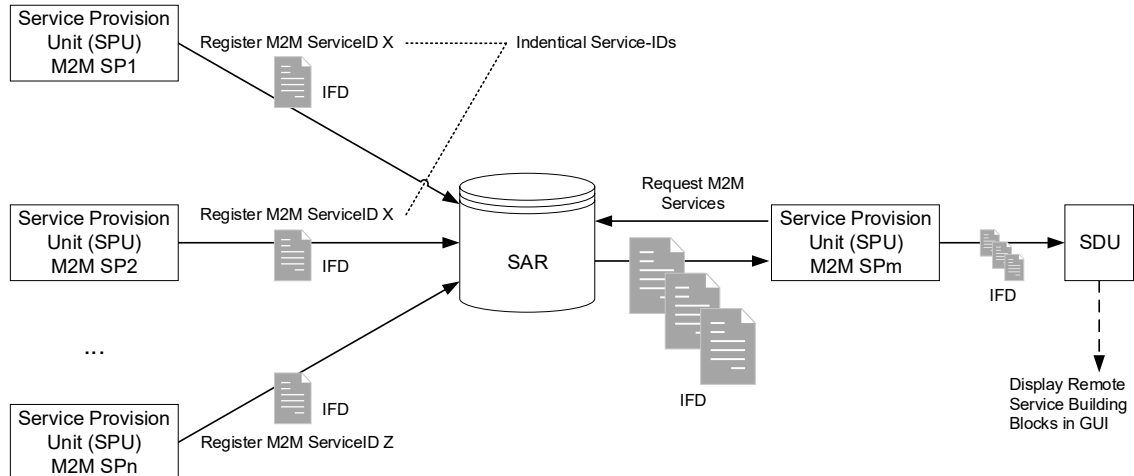 Service Provision
Unit (SPU)
M2M SP1
Register M2M ServiceID X
IFD
Indentical Service-IDs
Service Provision
Unit (SPU)
M2M SP2
Register M2M ServiceID X
IFD
SAR
Request M2M
Services
IFD
Service Provision
Unit (SPU)
M2M SPm
IFD
SDU
Display Remote
Service Building
Blocks in GUI
...
Service Provision
Unit (SPU)
M2M SPn
IFD
Register M2M ServiceID Z